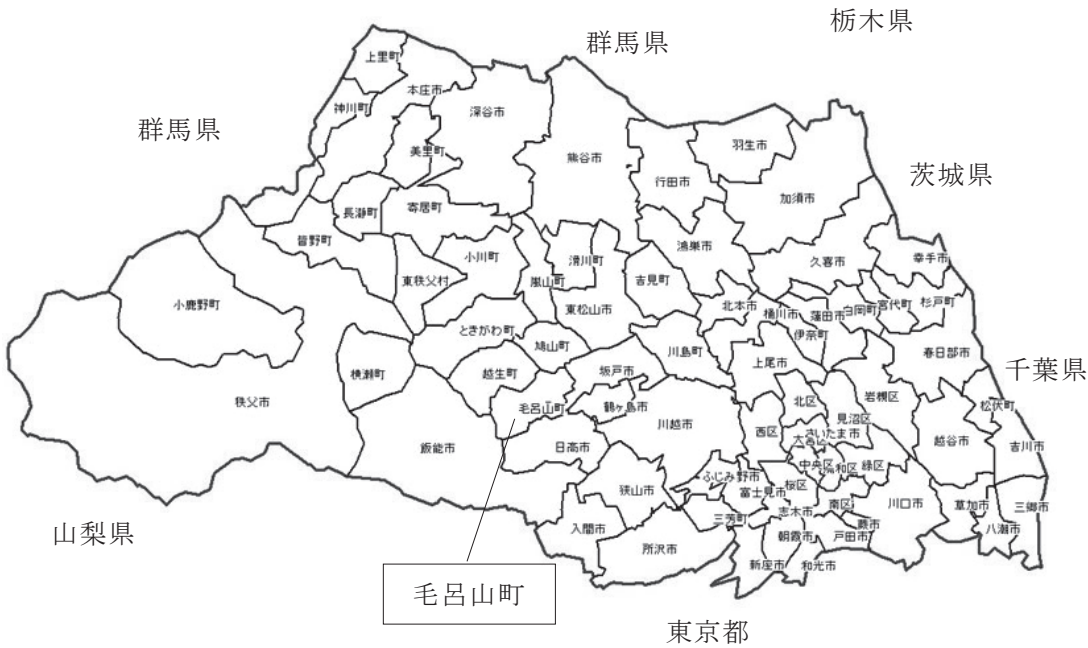 栃木県
群馬県
上里町
本庄市
神川町
深谷市
群馬県
美里町
熊谷市
羽生市
行田市
茨城県
加須市
長瀞町
寄居町
皆野町
鴻巣市
小川町
滑川町
久喜市
幸手市
東秩父村
嵐山町
吉見町
小鹿野町
東松山市
北本市
桶川市
蓮田市
白岡町
宮代町
杉戸町
ときがわ町
伊奈町
鳩山町
川島町
春日部市
横瀬町
越生町
坂戸市
上尾市
千葉県
秩父市
毛呂山町
鶴ヶ島市
北区
岩槻区
松伏町
川越市
西区
見沼区
さいたま市
大宮区
越谷市
吉川市
飯能市
日高市
中央区
浦和区
緑区
ふじみ野市
狭山市
富士見市
桜区
南区
川口市
草加市
三郷市
入間市
三芳町
志木市
蕨市
八潮市
山梨県
所沢市
朝霞市
戸田市
新座市
和光市
毛呂山町
東京都